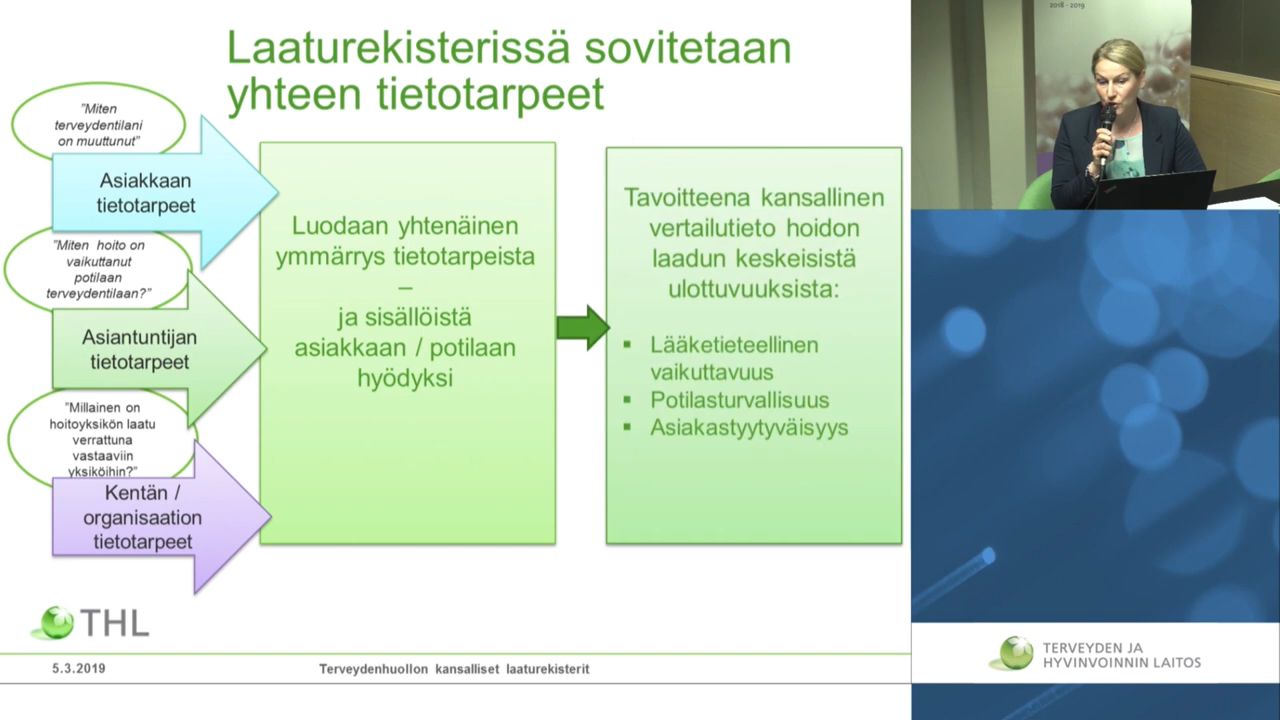 Laaturekisterissä sovitetaan
yhteen tietotarpeet
"Miten
terveydentilani
on muuttunut"
Asiakkaan
tietotarpeet
"Miten hoito on
vaikuttanut
potilaan
terveydentilaan?"
Asiantuntijan
tietotarpeet
"Millainen on
hoitoyksikön laatu
verrattuna
vastaaviin
yksiköihin?"
Kentän /
organisaation
tietotarpeet
Luodaan yhtenäinen
ymmärrys tietotarpeista
–
ja sisällöistä
asiakkaan / potilaan
hyödyksi
Tavoitteena kansallinen
vertailutieto hoidon
laadun keskeisistä
ulottuvuuksista:
▪ Lääketieteellinen
vaikuttavuus
▪ Potilasturvallisuus
▪ Asiakastyytyväisyys
THL
5.3.2019
Terveydenhuollon kansalliset laaturekisterit
2018 - 2019
TERVEYDEN JA
HYVINVOINNIN LAITOS